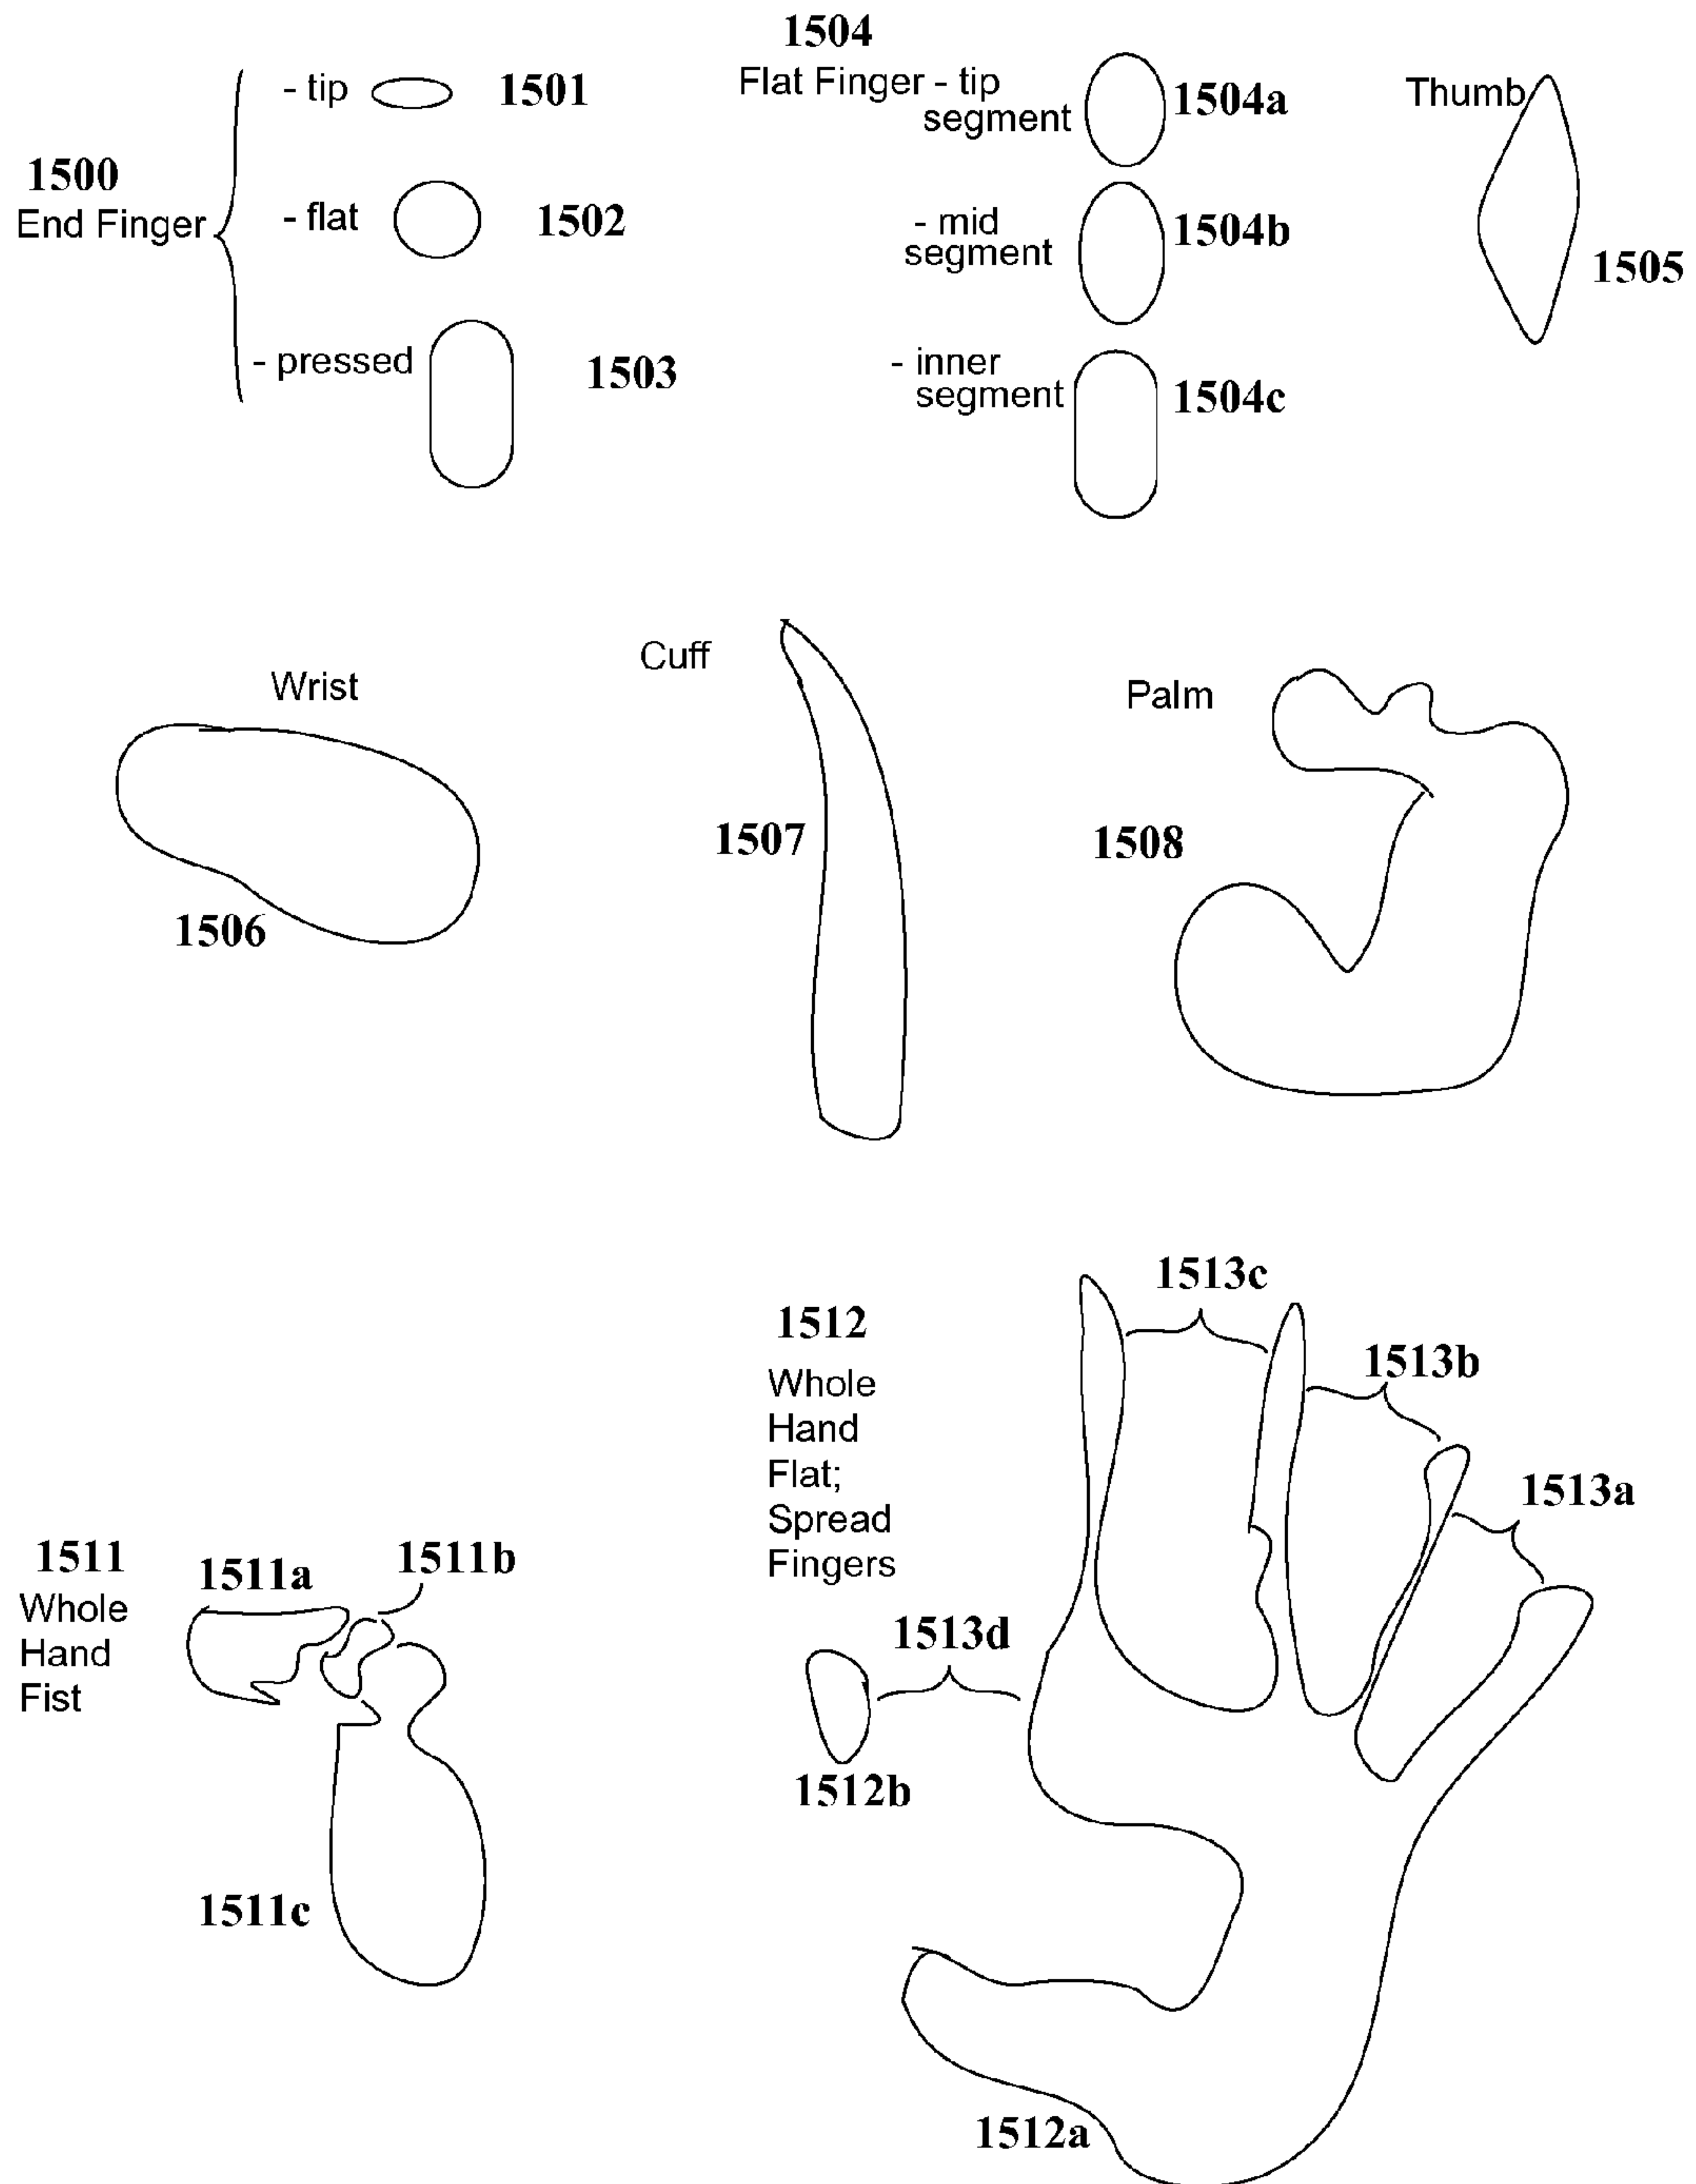 1500
End Finger
- tip 1501
- flat 1502
- pressed 1503
1504
Flat Finger - tip
segment 1504a
- mid
segment 1504b
- inner
segment 1504c
Thumb
1505
Wrist
1506
Cuff
1507
Palm
1508
1511
Whole
Hand
Fist
1511a
1511b
1511c
1512
Whole
Hand
Flat;
Spread
Fingers
1513c
1513b
1513a
1513d
1512b
1512a